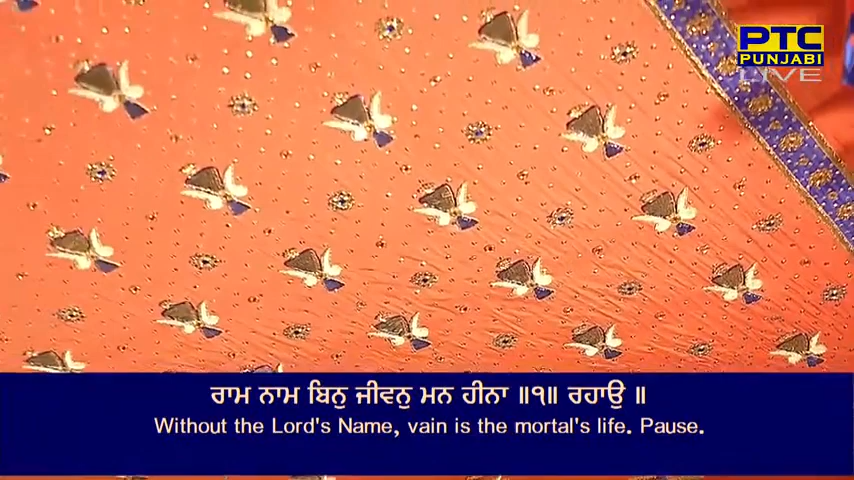 PTC
PUNJABI
LIVE
ਰਾਮ ਨਾਮ ਬਿਨੁ ਜੀਵਨੁ ਮਨ ਹੀਨਾ ॥੧॥ ਰਹਾਉ ॥
Without the Lord's Name, vain is the mortal's life. Pause.